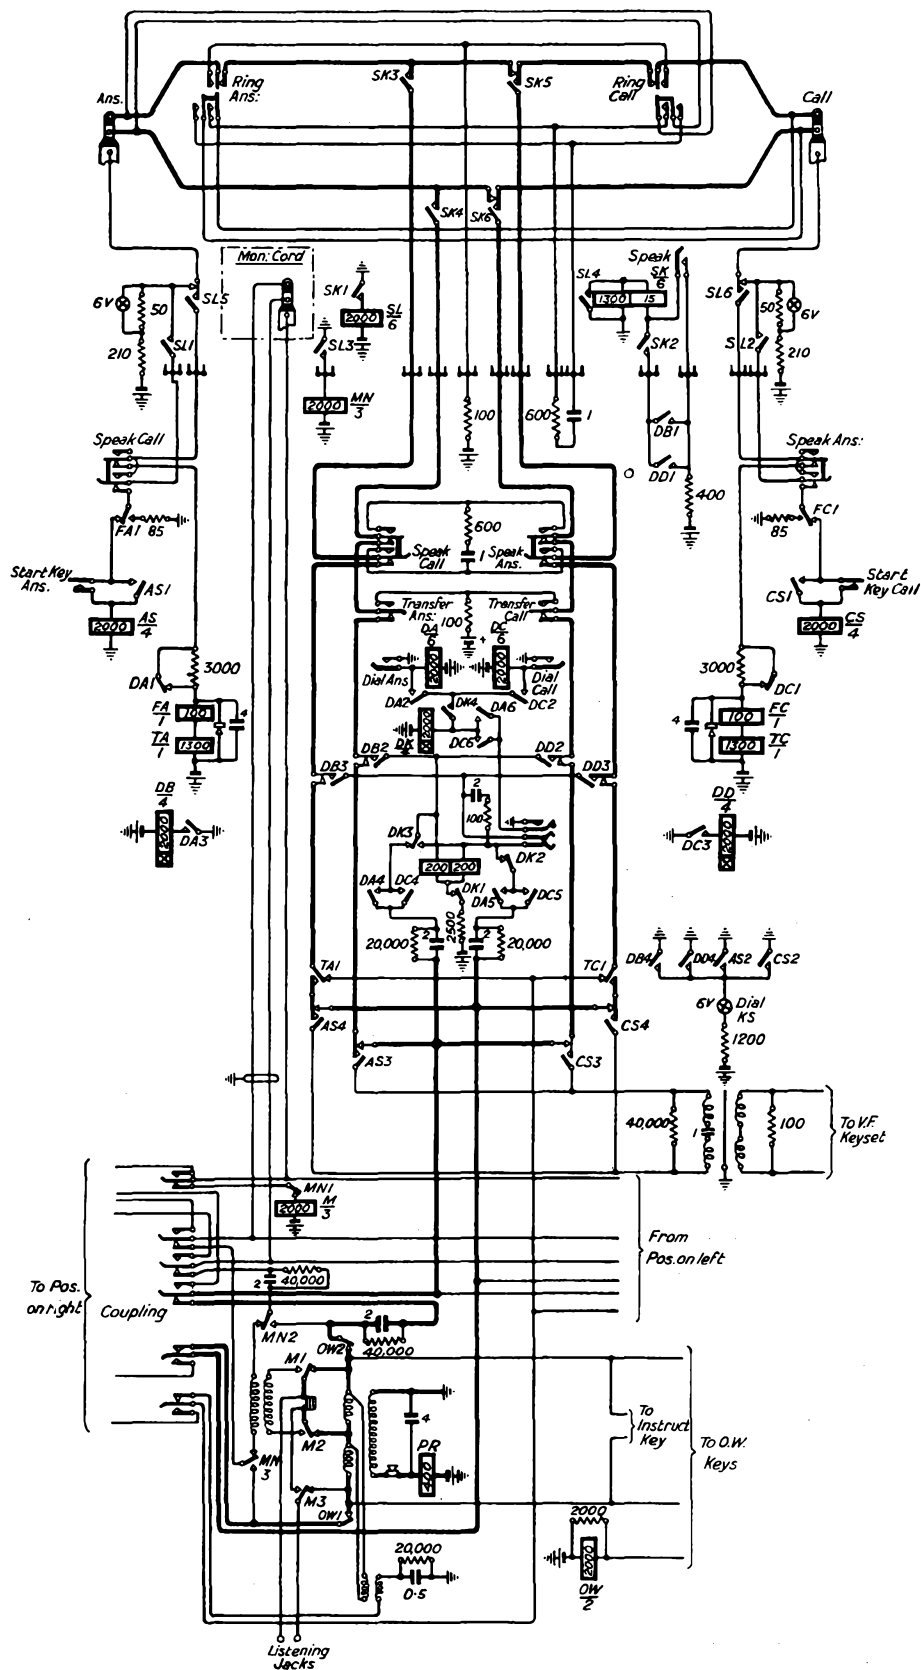 Ans.
Ring
Ans:
SK3
SK5
Ring
Call
Call
SK4
SK6
Mon: Cord
SL5
6V
50
210
SL1
SK1
2000
SL
6
SL3
2000
MN
3
SL4
1300
15
Speak
SK
6
SK2
SL6
50
6V
SL2
210
100
600
1
DB1
DD1
400
Speak Call
FA1
85
Start Key
Ans.
AS1
2000
AS
4
Speak Ans:
FC1
85
CS1
Start
Key Call
2000
CS
4
600
1
Speak
Call
Speak
Ans:
Transfer
Ans:
100
Transfer
Call
+
DA
6
2000
DC
6
2000
Dial Ans
Dial
Call
DA2
DK4
DA6
DC2
2000
DK
4
DC6
DA1
3000
FA
1
100
4
TA
1
1300
3000
DC1
FC
1
100
4
TC
1
1300
DB2
DD2
DB3
DD3
DB
4
2000
DA3
DD
4
2000
DC3
2
100
DK3
DK2
200
200
DA4
DC4
DK1
DA5
DC5
2500
20,000
2
2
20,000
TA1
TC1
DB4
DD4
AS2
CS2
6V
Dial
KS
1200
AS4
CS4
AS3
CS3
40,000
1
100
To V.F.
Keyset
MN1
2000
M
3
From
Pos. on left
To Pos.
on right
Coupling
2
40,000
MN2
2
40,000
OW2
M1
M2
MN
3
M3
OW1
4
PR
400
To
Instruct
Key
To O.W.
Keys
2000
2000
OW
2
20,000
0.5
Listening
Jacks